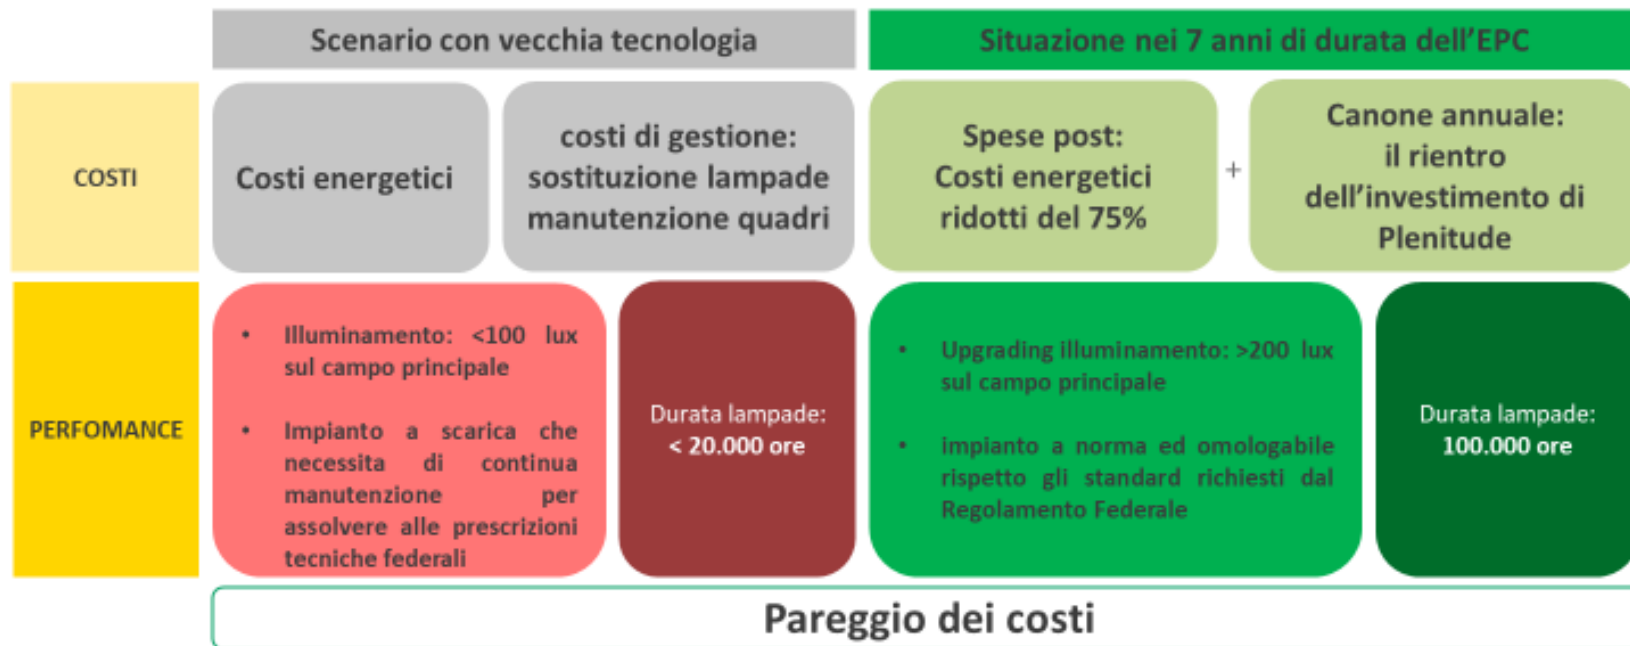 Scenario con vecchia tecnologia
Situazione nei 7 anni di durata dell'EPC
COSTI
Costi energetici
costi di gestione:
sostituzione lampade
manutenzione quadri
Spese post:
Costi energetici
ridotti del 75%
+
Canone annuale:
il rientro
dell'investimento di
Plenitude
PERFOMANCE
• Illuminamento: <100 lux
sul campo principale
• Impianto a scarica che
necessita di continua
manutenzione per
assolvere alle prescrizioni
tecniche federali
Durata lampade:
< 20.000 ore
• Upgrading illuminamento: >200 lux
sul campo principale
• impianto a norma ed omologabile
rispetto gli standard richiesti dal
Regolamento Federale
Durata lampade:
100.000 ore
Pareggio dei costi